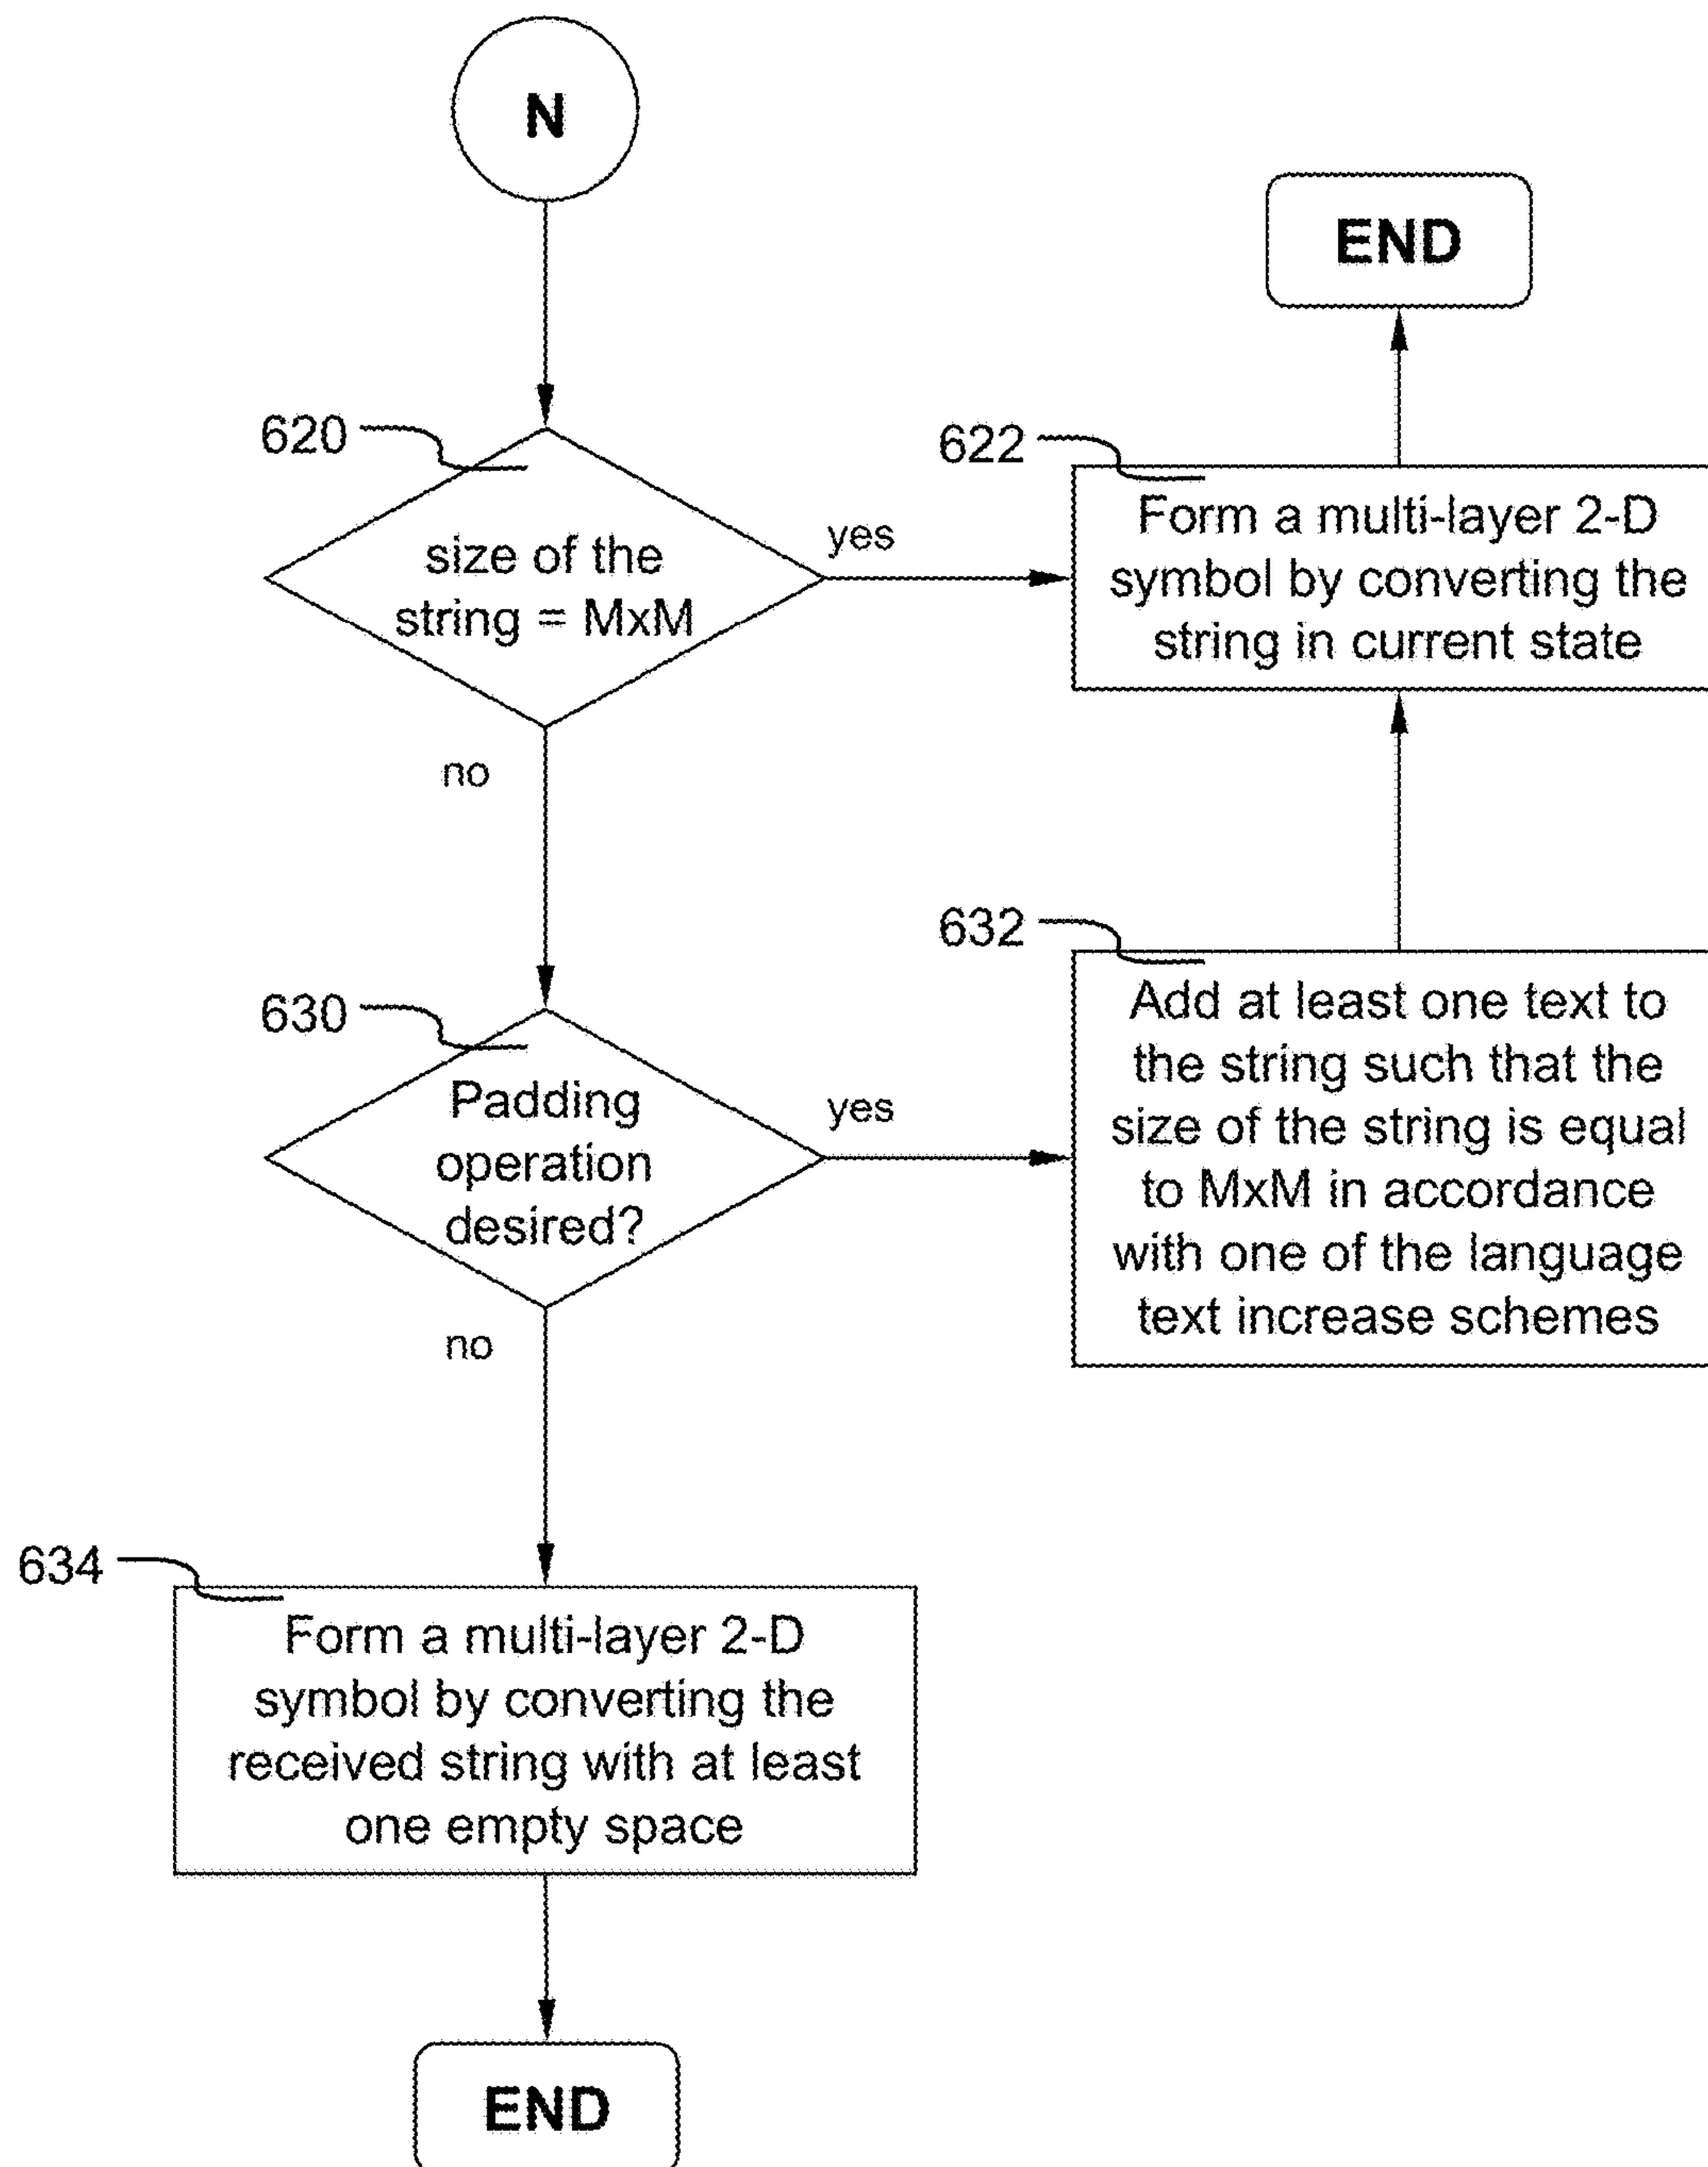 N
END
620
size of the
string = MxM
yes
no
622
Form a multi-layer 2-D
symbol by converting the
string in current state
630
Padding
operation
desired?
yes
no
632
Add at least one text to
the string such that the
size of the string is equal
to MxM in accordance
with one of the language
text increase schemes
634
Form a multi-layer 2-D
symbol by converting the
received string with at least
one empty space
END